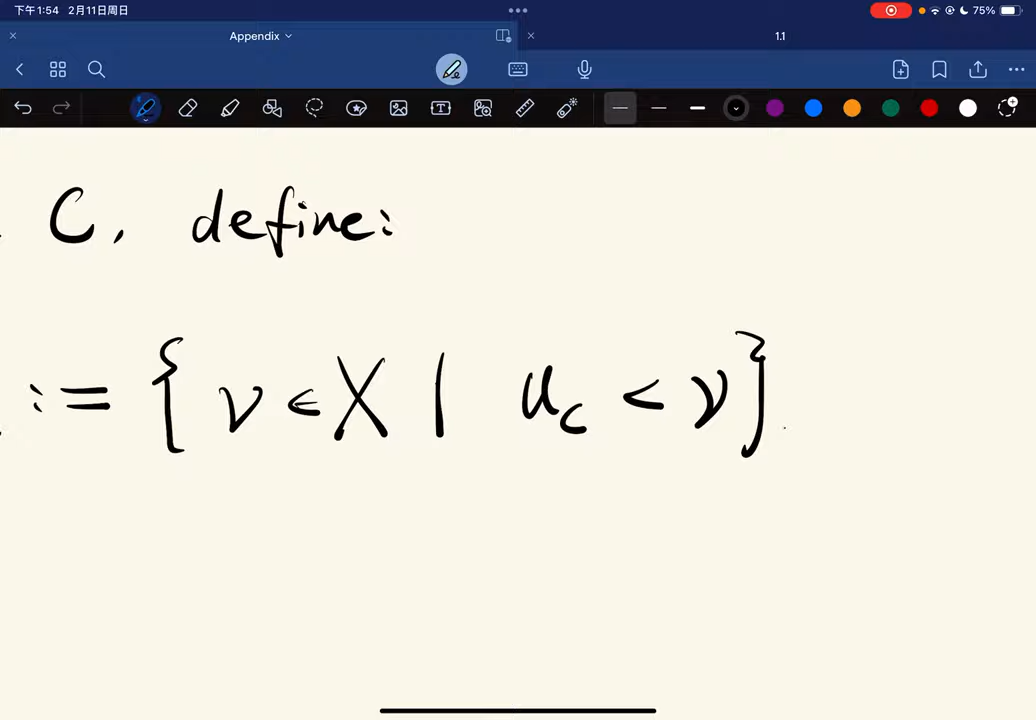 下午1:54 2月11日周日
75%
Appendix
1.1
C, define:
:= { v ∈ X | u_c < v }.